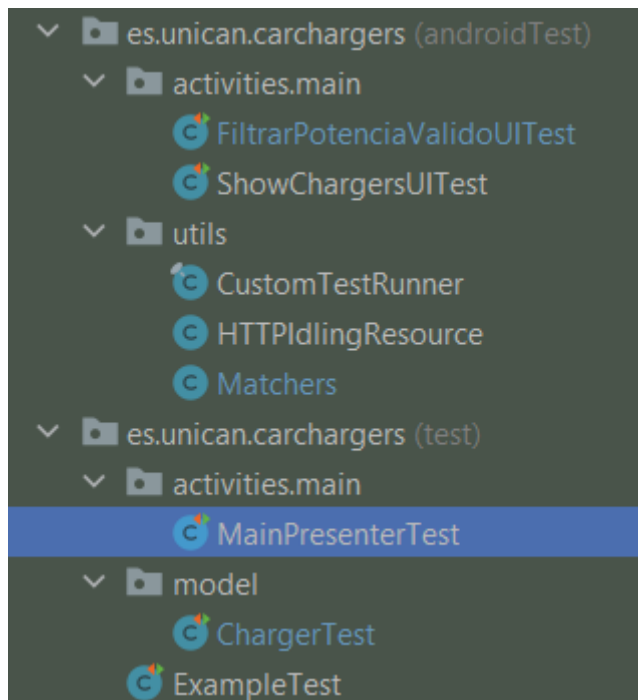 es.unican.carchargers (androidTest)
activities.main
C FiltrarPotenciaValidoUITest
C ShowChargersUITest
utils
C CustomTestRunner
C HTTPIdlingResource
C Matchers
es.unican.carchargers (test)
activities.main
C MainPresenterTest
model
C ChargerTest
C ExampleTest